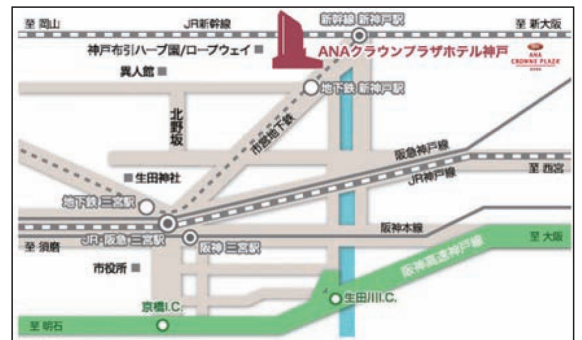 至 岡山
JR新幹線
新幹線 新神戸駅
至 新大阪
神戸布引ハーブ園/ロープウェイ
ANAクラウンプラザホテル神戸
ANA
CROWNE PLAZA
異人館
地下鉄 新神戸駅
北野坂
市営地下鉄
阪急神戸線
JR神戸線
至 西宮
生田神社
地下鉄 三宮駅
阪神本線
至 須磨
JR・阪急 三宮駅
阪神 三宮駅
至 大阪
阪神高速神戸線
市役所
生田川I.C.
京橋I.C.
至 明石